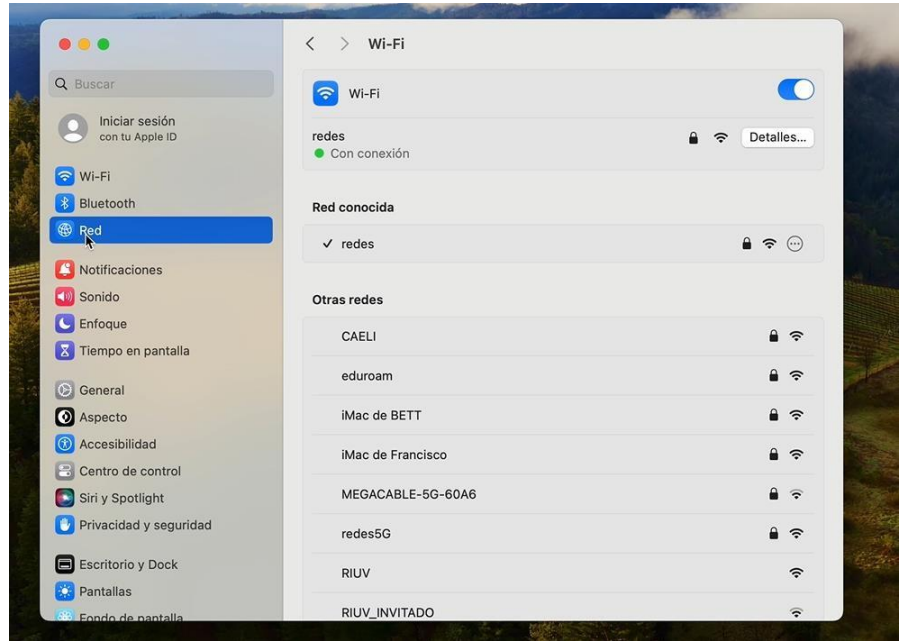 Wi-Fi
Buscar
Iniciar sesión
con tu Apple ID
Wi-Fi
Bluetooth
Red
Notificaciones
Sonido
Enfoque
Tiempo en pantalla
General
Aspecto
Accesibilidad
Centro de control
Siri y Spotlight
Privacidad y seguridad
Escritorio y Dock
Pantallas
Fondo de pantalla
Wi-Fi
redes
Con conexión
Detalles...
Red conocida
redes
Otras redes
CAELI
eduroam
iMac de BETT
iMac de Francisco
MEGACABLE-5G-60A6
redes5G
RIUV
RIUV_INVITADO